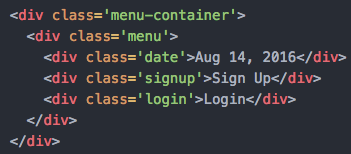 <div class='menu-container'>
  <div class='menu'>
    <div class='date'>Aug 14, 2016</div>
    <div class='signup'>Sign Up</div>
    <div class='login'>Login</div>
  </div>
</div>